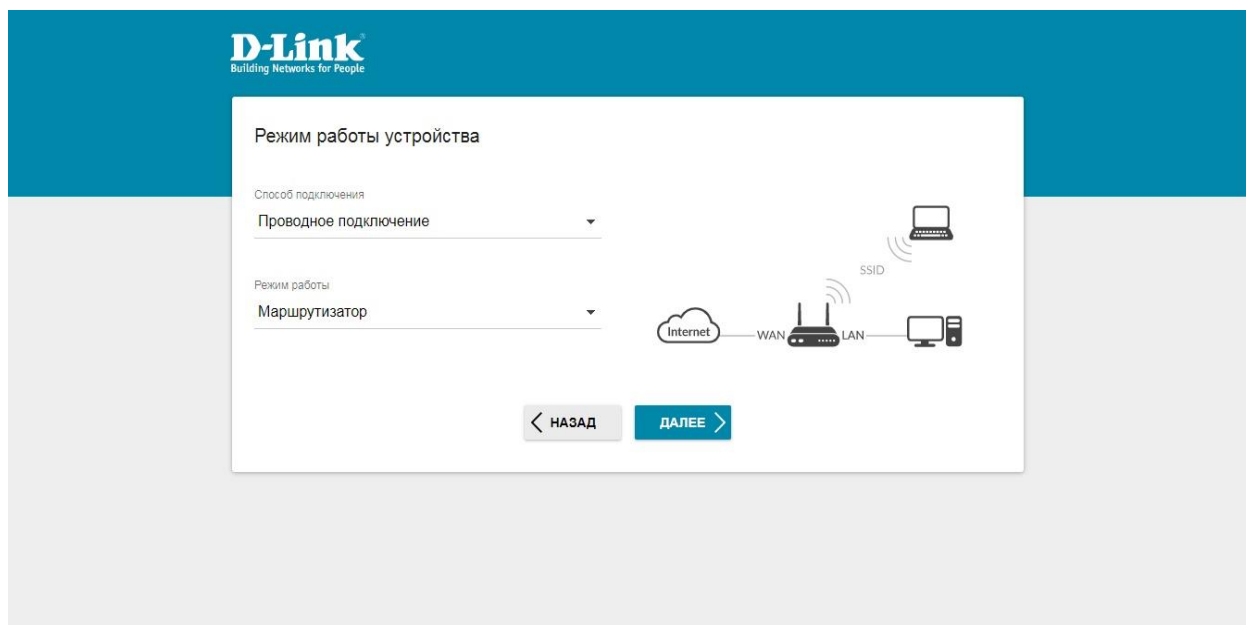 D-Link
Building Networks for People
Режим работы устройства
Способ подключения
Проводное подключение
Режим работы
Маршрутизатор
SSID
Internet
WAN
LAN
НАЗАД
ДАЛЕЕ